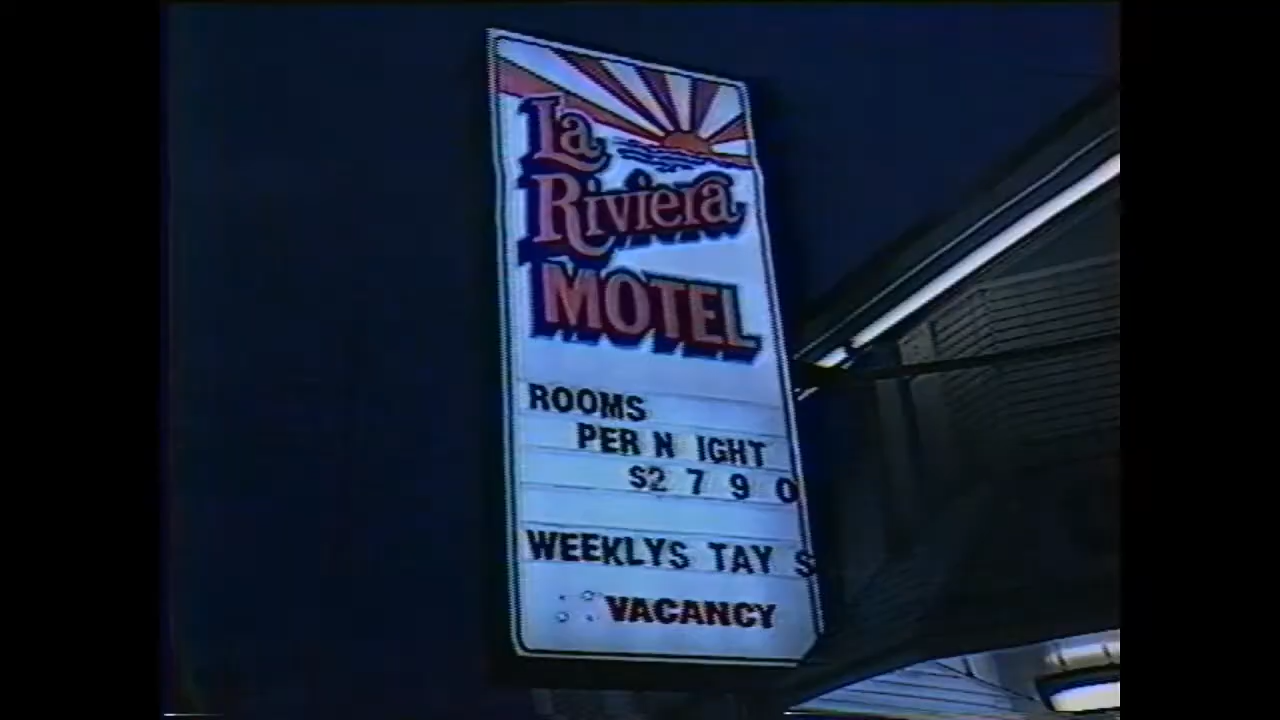 La
Riviera
MOTEL
ROOMS
PER N IGHT
$2 7 9 0
WEEKLYS TAY S
VACANCY